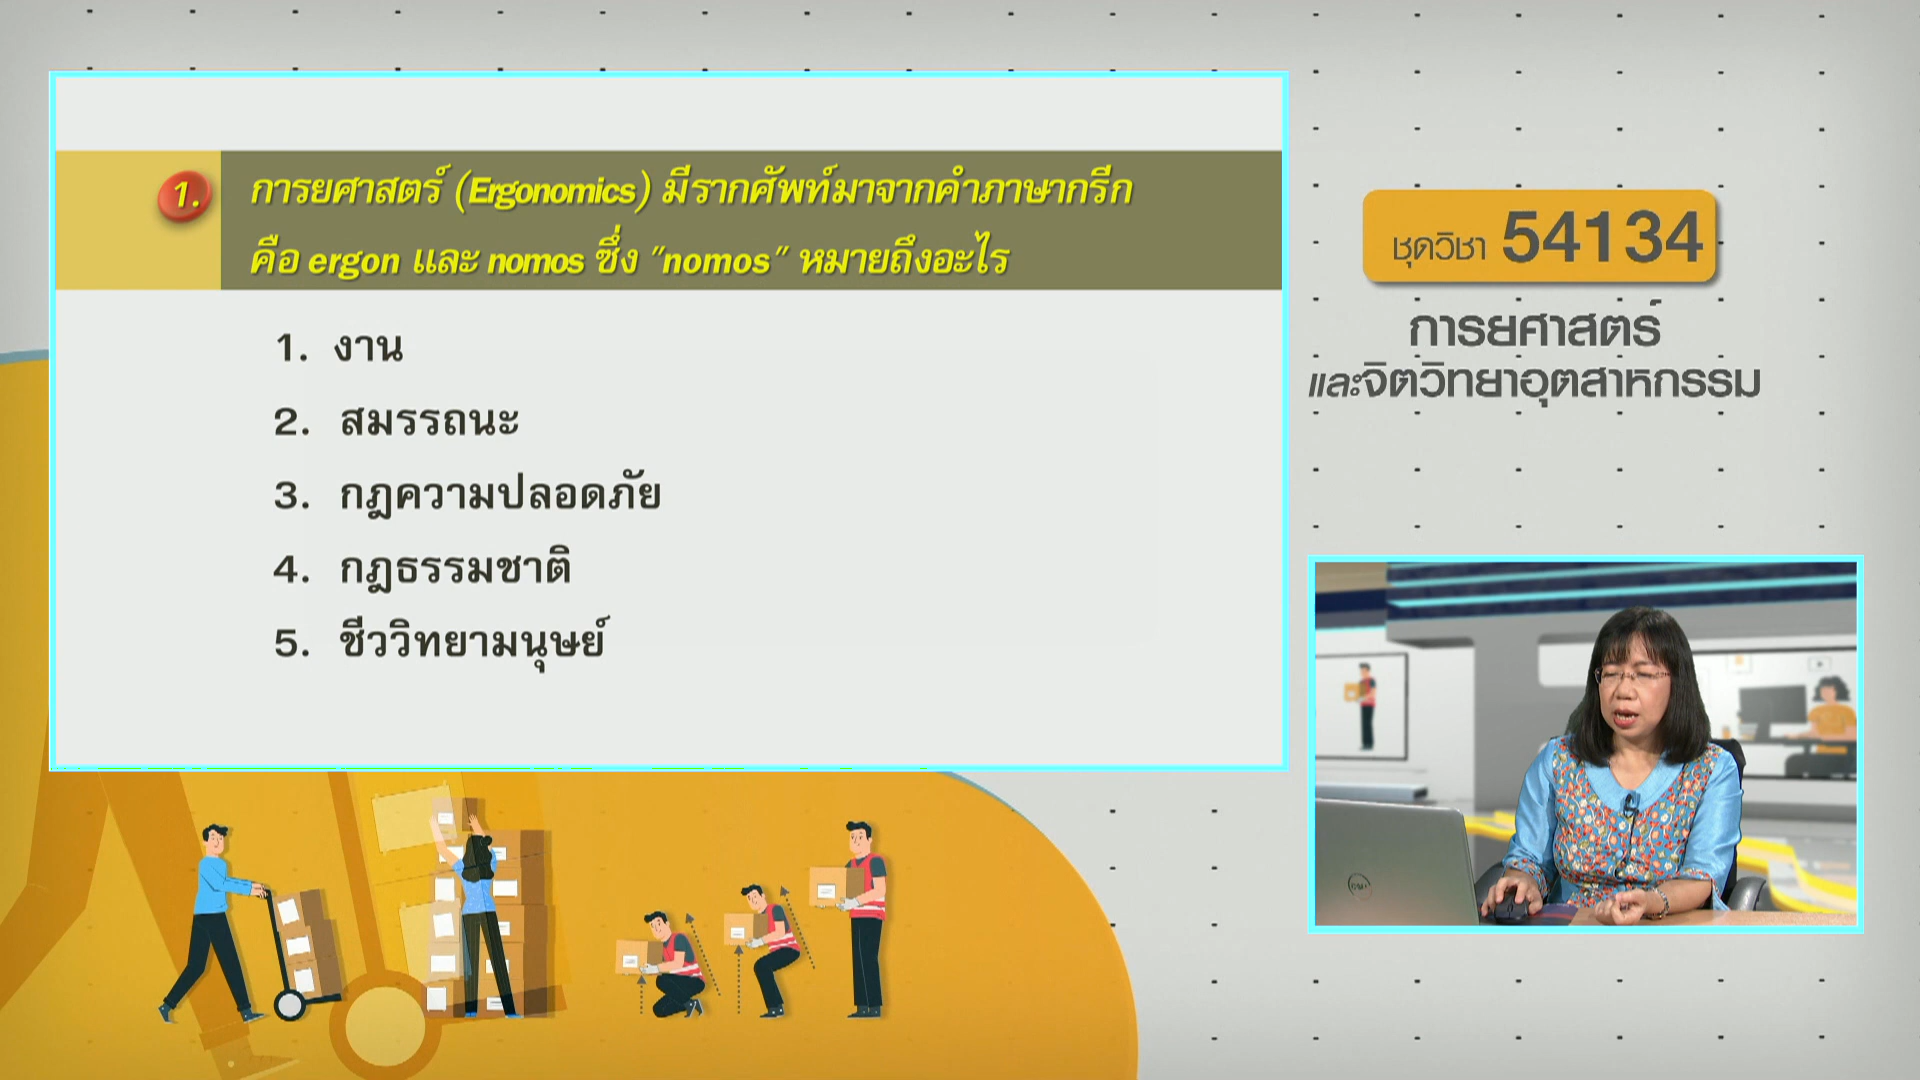 1. การยศาสตร์ (Ergonomics) มีรากศัพท์มาจากคำภาษากรีก
คือ ergon และ nomos ซึ่ง "nomos" หมายถึงอะไร
1. งาน
2. สมรรถนะ
3. กฎความปลอดภัย
4. กฎธรรมชาติ
5. ชีววิทยามนุษย์
ชุดวิชา 54134
การยศาสตร์
และจิตวิทยาอุตสาหกรรม
DELL